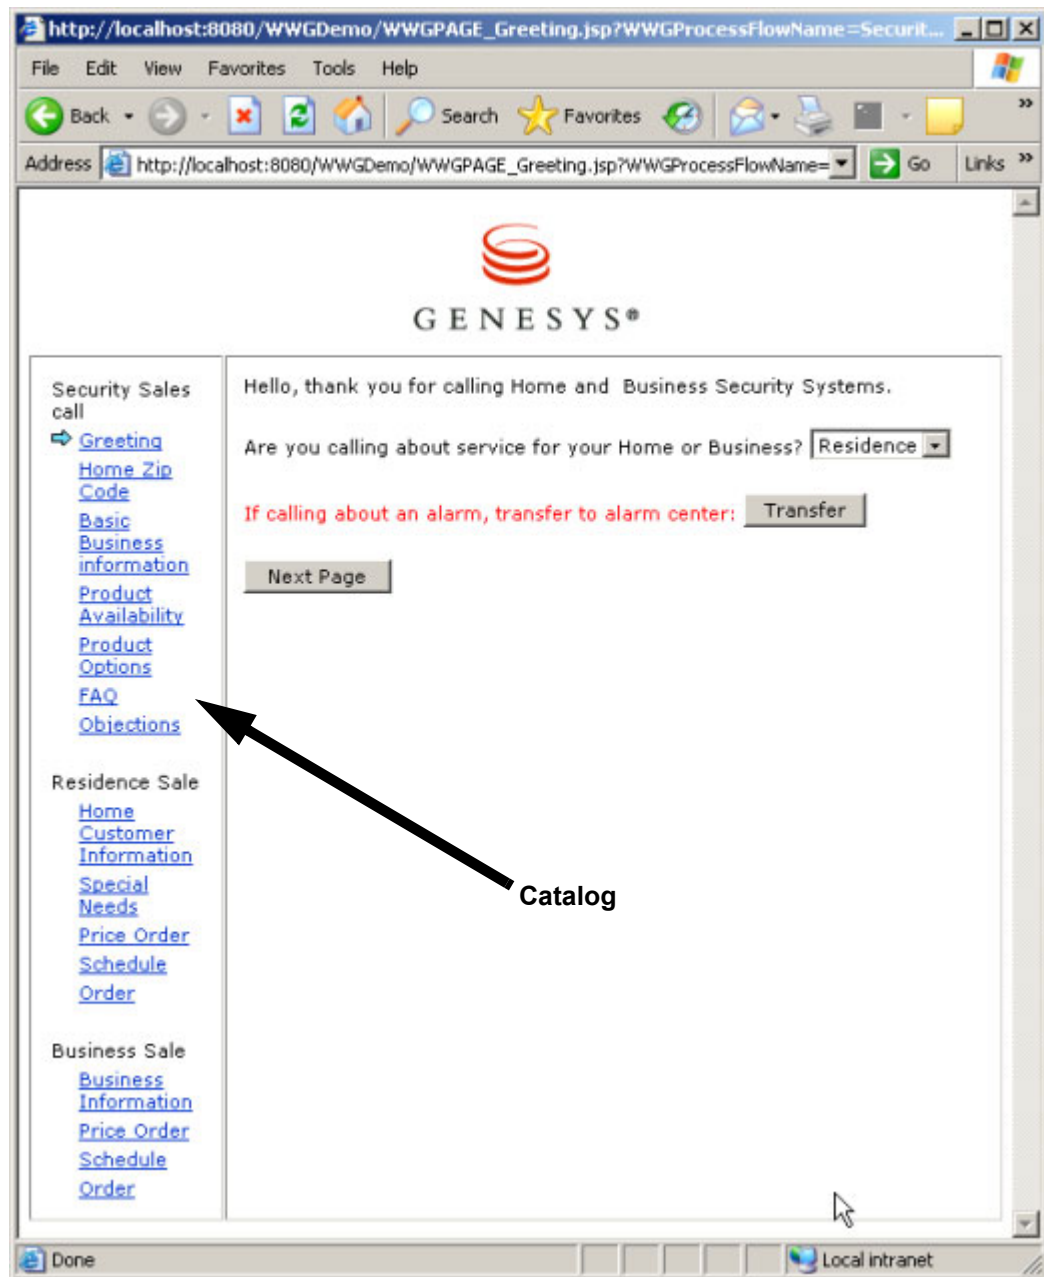 http://localhost:8080/WWGDemo/WWGPAGE_Greeting.jsp?WWGProcessFlowName=Securit...
File Edit View Favorites Tools Help
Back Search Favorites »
Address http://localhost:8080/WWGDemo/WWGPAGE_Greeting.jsp?WWGProcessFlowName= Go Links »
GENESYS®
Security Sales
call
Greeting
Home Zip
Code
Basic
Business
information
Product
Availability
Product
Options
FAQ
Objections
Residence Sale
Home
Customer
Information
Special
Needs
Price Order
Schedule
Order
Business Sale
Business
Information
Price Order
Schedule
Order
Hello, thank you for calling Home and Business Security Systems.
Are you calling about service for your Home or Business? Residence
If calling about an alarm, transfer to alarm center: Transfer
Next Page
Catalog
Done Local intranet